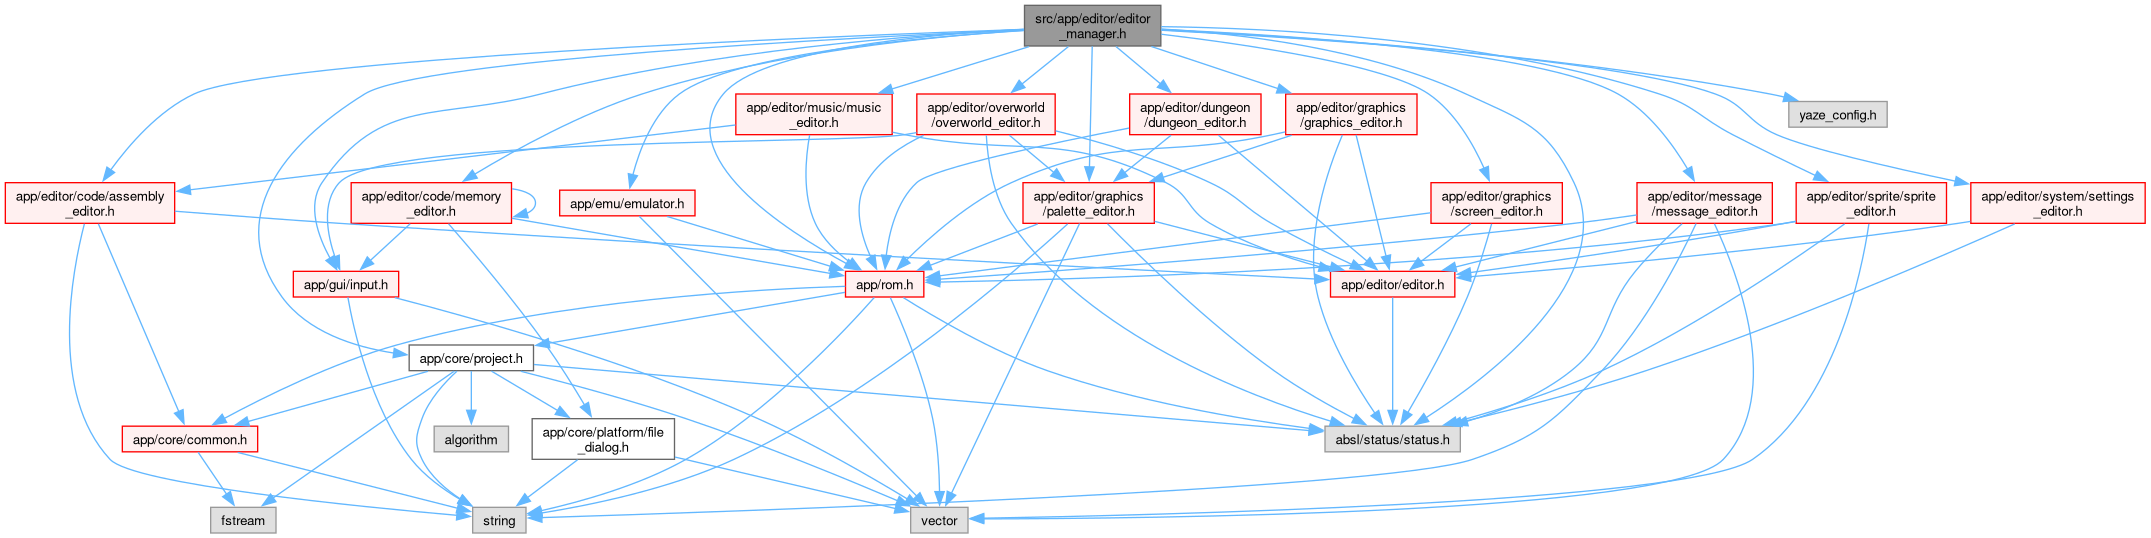 src/app/editor/editor
_manager.h
app/editor/music/music
_editor.h
app/editor/overworld
/overworld_editor.h
app/editor/dungeon
/dungeon_editor.h
app/editor/graphics
/graphics_editor.h
yaze_config.h
app/editor/code/assembly
_editor.h
app/editor/code/memory
_editor.h
app/emu/emulator.h
app/editor/graphics
/palette_editor.h
app/editor/graphics
/screen_editor.h
app/editor/message
/message_editor.h
app/editor/sprite/sprite
_editor.h
app/editor/system/settings
_editor.h
app/gui/input.h
app/rom.h
app/editor/editor.h
app/core/project.h
app/core/common.h
algorithm
app/core/platform/file
_dialog.h
absl/status/status.h
fstream
string
vector